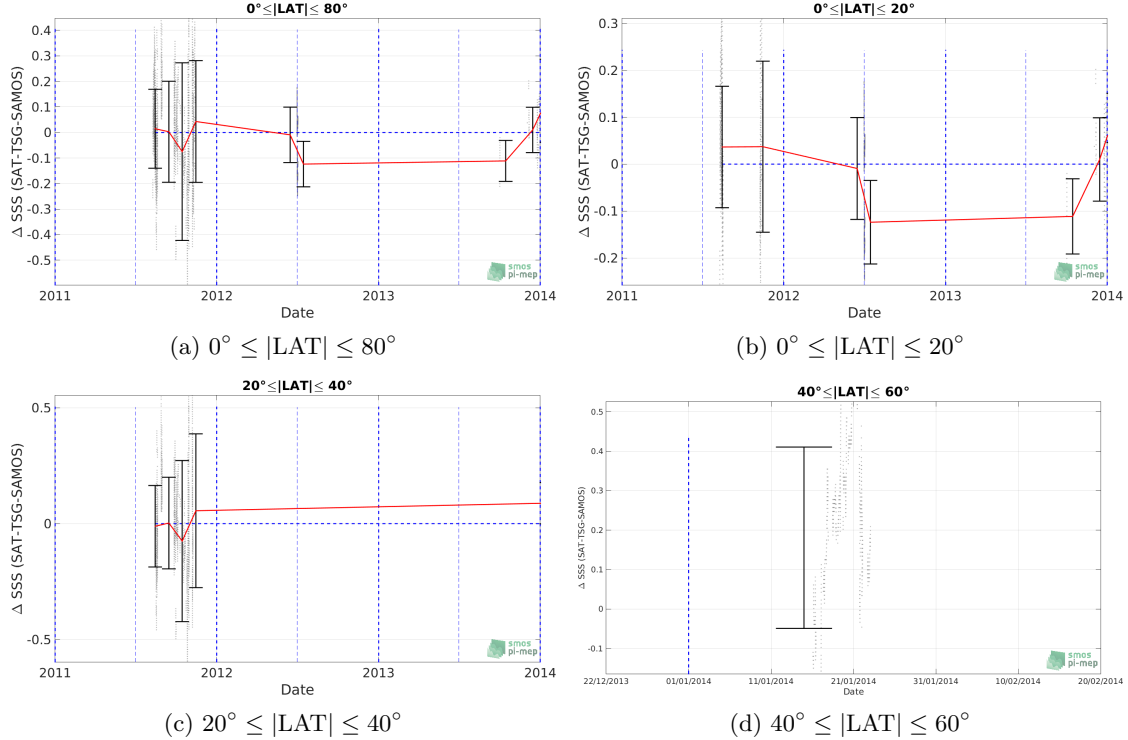 0°≤|LAT|≤ 80°
Δ SSS (SAT-TSG-SAMOS)
0.4
0.3
0.2
0.1
0
-0.1
-0.2
-0.3
-0.4
-0.5
2011
2012
2013
2014
Date
smos
pi-mep
(a) 0° ≤ |LAT| ≤ 80°
0°≤|LAT|≤ 20°
Δ SSS (SAT-TSG-SAMOS)
0.3
0.2
0.1
0
-0.1
-0.2
2011
2012
2013
2014
Date
smos
pi-mep
(b) 0° ≤ |LAT| ≤ 20°
20°≤|LAT|≤ 40°
Δ SSS (SAT-TSG-SAMOS)
0.5
0
-0.5
2011
2012
2013
2014
Date
smos
pi-mep
(c) 20° ≤ |LAT| ≤ 40°
40°≤|LAT|≤ 60°
Δ SSS (SAT-TSG-SAMOS)
0.5
0.4
0.3
0.2
0.1
0
-0.1
22/12/2013
01/01/2014
11/01/2014
21/01/2014
31/01/2014
10/02/2014
20/02/2014
Date
smos
pi-mep
(d) 40° ≤ |LAT| ≤ 60°